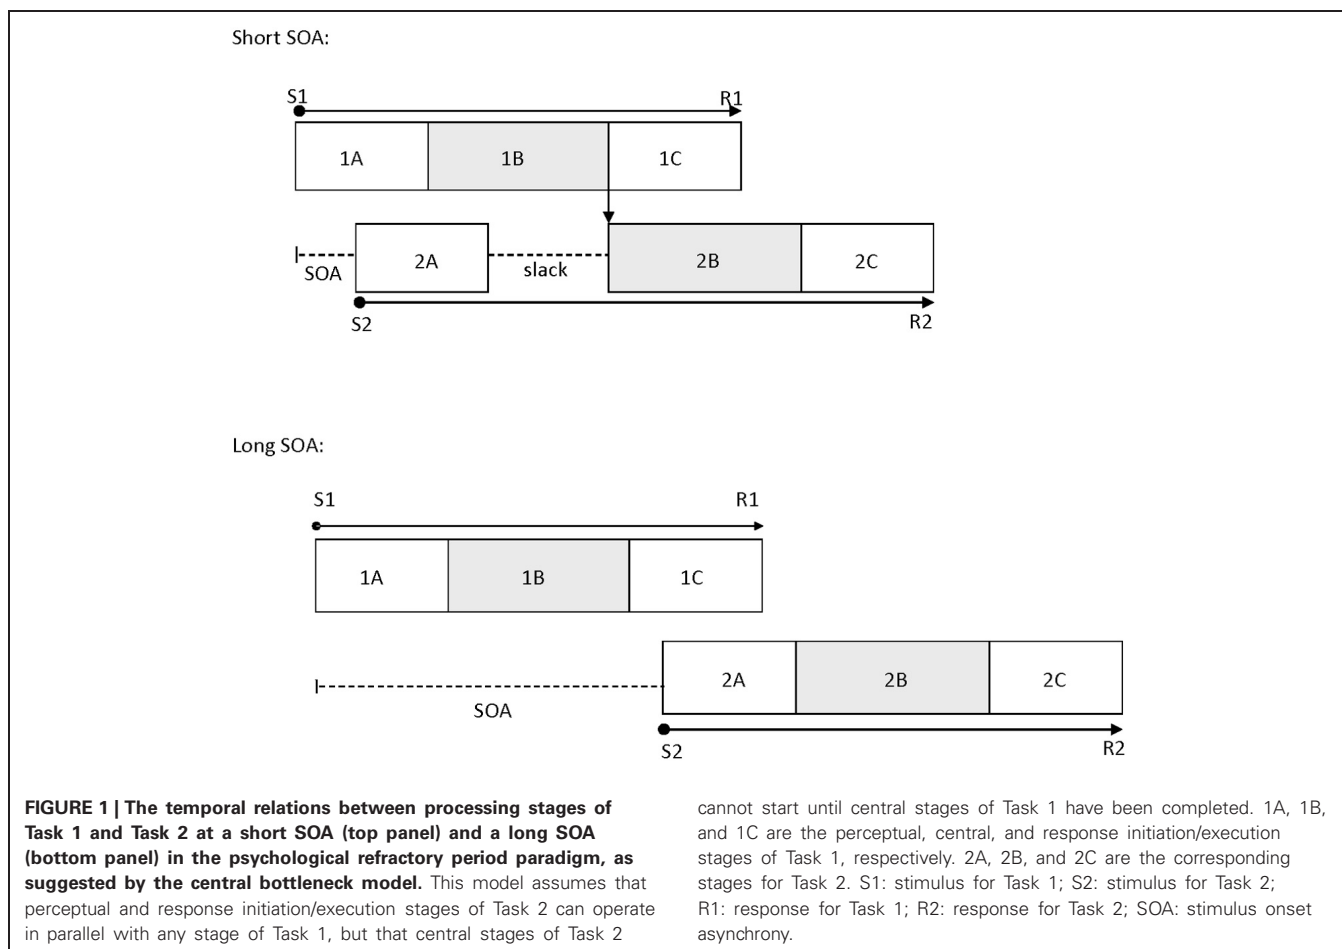 Short SOA:
S1
R1
1A
1B
1C
SOA
2A
slack
2B
2C
S2
R2
Long SOA:
S1
R1
1A
1B
1C
SOA
2A
2B
2C
S2
R2
FIGURE 1 | The temporal relations between processing stages of
Task 1 and Task 2 at a short SOA (top panel) and a long SOA
(bottom panel) in the psychological refractory period paradigm, as
suggested by the central bottleneck model. This model assumes that
perceptual and response initiation/execution stages of Task 2 can operate
in parallel with any stage of Task 1, but that central stages of Task 2
cannot start until central stages of Task 1 have been completed. 1A, 1B,
and 1C are the perceptual, central, and response initiation/execution
stages of Task 1, respectively. 2A, 2B, and 2C are the corresponding
stages for Task 2. S1: stimulus for Task 1; S2: stimulus for Task 2;
R1: response for Task 1; R2: response for Task 2; SOA: stimulus onset
asynchrony.